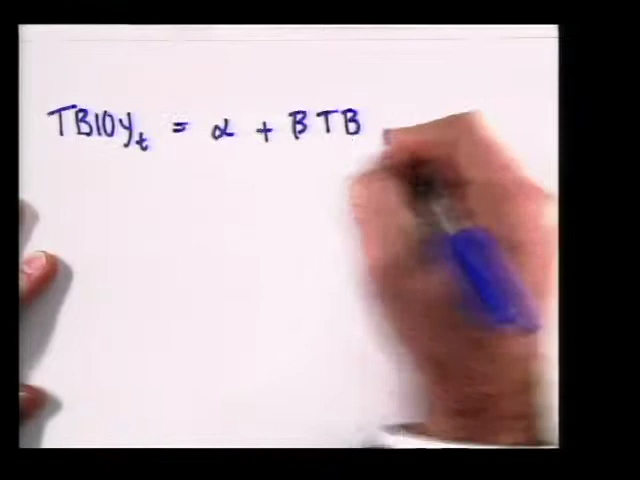 TB10y_t = α + β TB